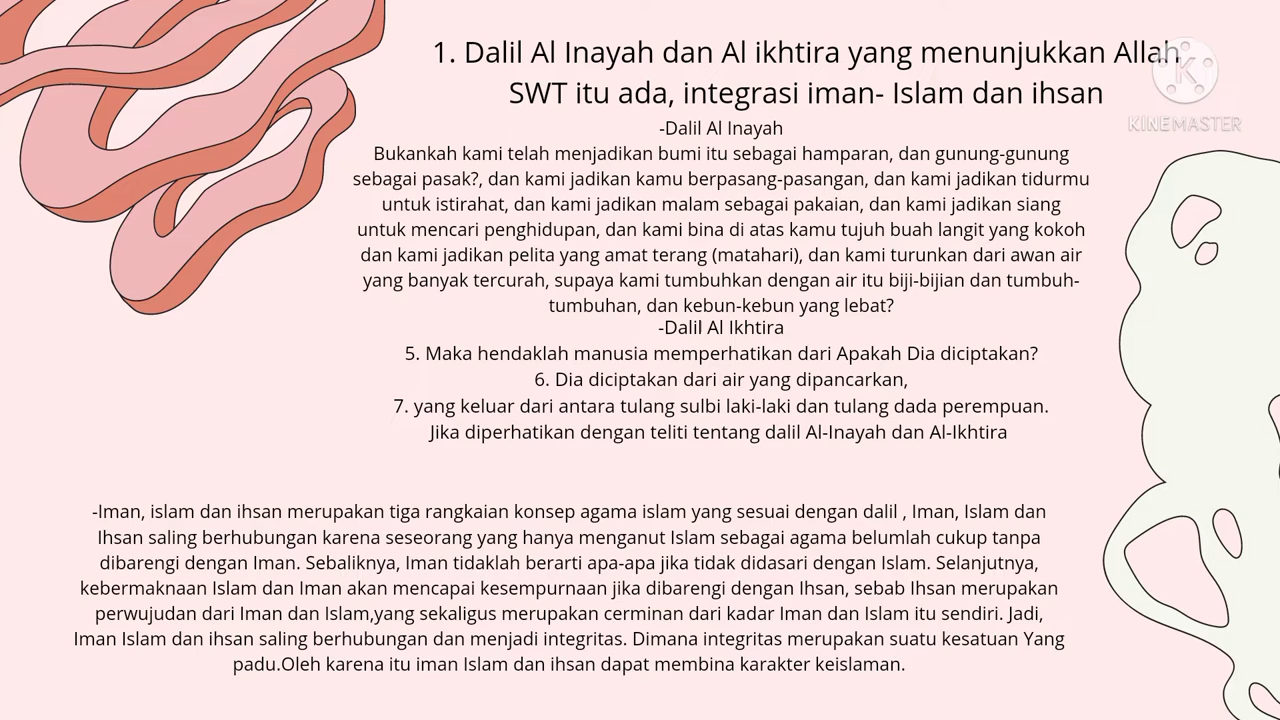 1. Dalil Al Inayah dan Al ikhtira yang menunjukkan Allah
SWT itu ada, integrasi iman- Islam dan ihsan
K
KINEMASTER
-Dalil Al Inayah
Bukankah kami telah menjadikan bumi itu sebagai hamparan, dan gunung-gunung
sebagai pasak?, dan kami jadikan kamu berpasang-pasangan, dan kami jadikan tidurmu
untuk istirahat, dan kami jadikan malam sebagai pakaian, dan kami jadikan siang
untuk mencari penghidupan, dan kami bina di atas kamu tujuh buah langit yang kokoh
dan kami jadikan pelita yang amat terang (matahari), dan kami turunkan dari awan air
yang banyak tercurah, supaya kami tumbuhkan dengan air itu biji-bijian dan tumbuh-
tumbuhan, dan kebun-kebun yang lebat?
-Dalil Al Ikhtira
5. Maka hendaklah manusia memperhatikan dari Apakah Dia diciptakan?
6. Dia diciptakan dari air yang dipancarkan,
7. yang keluar dari antara tulang sulbi laki-laki dan tulang dada perempuan.
Jika diperhatikan dengan teliti tentang dalil Al-Inayah dan Al-Ikhtira
-Iman, islam dan ihsan merupakan tiga rangkaian konsep agama islam yang sesuai dengan dalil , Iman, Islam dan
Ihsan saling berhubungan karena seseorang yang hanya menganut Islam sebagai agama belumlah cukup tanpa
dibarengi dengan Iman. Sebaliknya, Iman tidaklah berarti apa-apa jika tidak didasari dengan Islam. Selanjutnya,
kebermaknaan Islam dan Iman akan mencapai kesempurnaan jika dibarengi dengan Ihsan, sebab Ihsan merupakan
perwujudan dari Iman dan Islam,yang sekaligus merupakan cerminan dari kadar Iman dan Islam itu sendiri. Jadi,
Iman Islam dan ihsan saling berhubungan dan menjadi integritas. Dimana integritas merupakan suatu kesatuan Yang
padu.Oleh karena itu iman Islam dan ihsan dapat membina karakter keislaman.